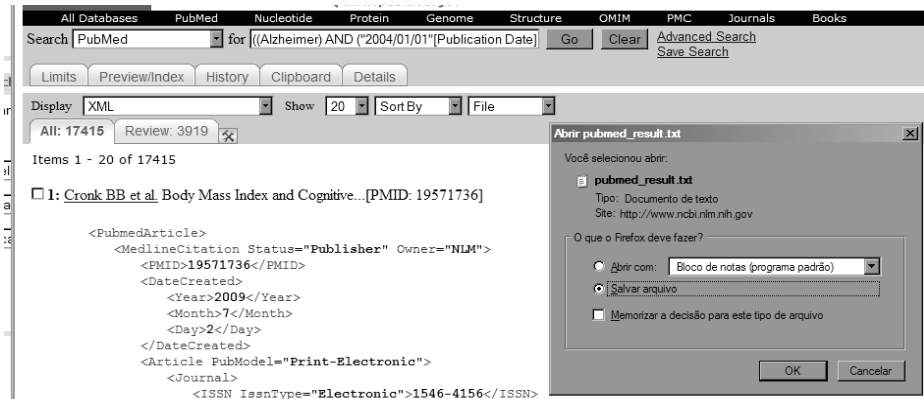 All Databases PubMed Nucleotide Protein Genome Structure OMIM PMC Journals Books
Search PubMed for ((Alzheimer) AND ("2004/01/01"[Publication Date] Go Clear Advanced Search
Save Search
Limits Preview/Index History Clipboard Details
Display XML Show 20 Sort By File
All: 17415 Review: 3919
Items 1 - 20 of 17415
1: Cronk BB et al. Body Mass Index and Cognitive...[PMID: 19571736]
<PubmedArticle>
<MedlineCitation Status="Publisher" Owner="NLM">
<PMID>19571736</PMID>
<DateCreated>
<Year>2009</Year>
<Month>7</Month>
<Day>2</Day>
</DateCreated>
<Article PubModel="Print-Electronic">
<Journal>
<ISSN IssnType="Electronic">1546-4156</ISSN>
Abrir pubmed_result.txt
Você selecionou abrir:
pubmed_result.txt
Tipo: Documento de texto
Site: http://www.ncbi.nlm.nih.gov
O que o Firefox deve fazer?
Abrir com: Bloco de notas (programa padrão)
Salvar arquivo
Memorizar a decisão para este tipo de arquivo
OK Cancelar